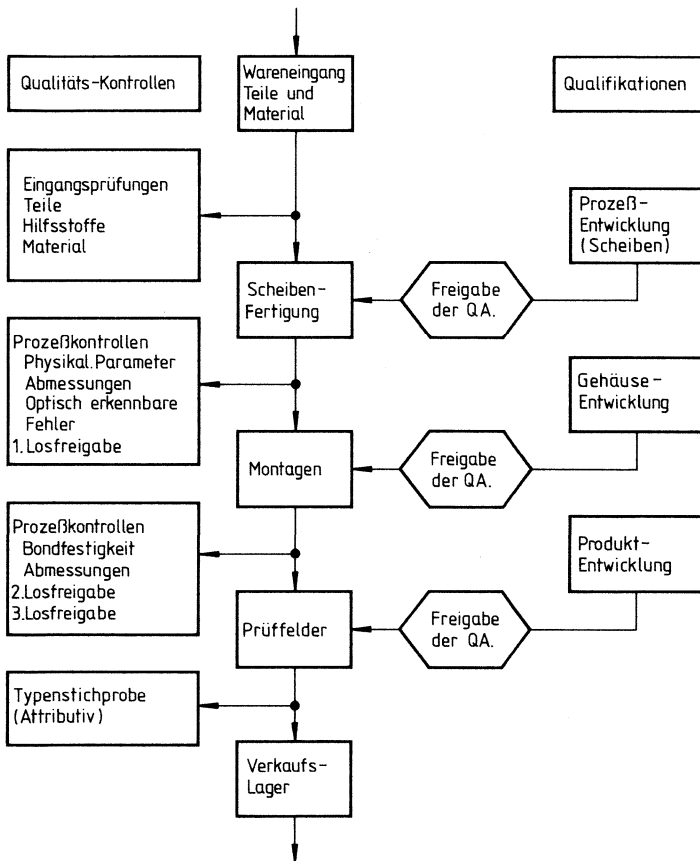 Qualitäts-Kontrollen
Wareneingang
Teile und
Material
Qualifikationen
Eingangsprüfungen
Teile
Hilfsstoffe
Material
Prozeß-
Entwicklung
(Scheiben)
Scheiben-
Fertigung
Freigabe
der QA.
Prozeßkontrollen
Physikal. Parameter
Abmessungen
Optisch erkennbare
Fehler
1. Losfreigabe
Gehäuse-
Entwicklung
Montagen
Freigabe
der QA.
Prozeßkontrollen
Bondfestigkeit
Abmessungen
2. Losfreigabe
3. Losfreigabe
Produkt-
Entwicklung
Prüffelder
Freigabe
der QA.
Typenstichprobe
(Attributiv)
Verkaufs-
Lager